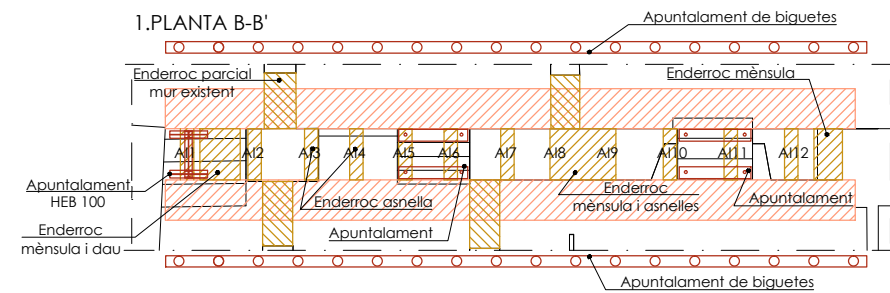 1.PLANTA B-B'
Apuntalament de biguetes
Enderroc parcial
mur existent
Enderroc mènsula
AI1
AI2
AI3
AI4
AI5
AI6
AI7
AI8
AI9
AI10
AI11
AI12
Apuntalament
HEB 100
Enderroc asnella
Enderroc
mènsula i asnelles
Apuntalament
Enderroc
mènsula i dau
Apuntalament
Apuntalament de biguetes